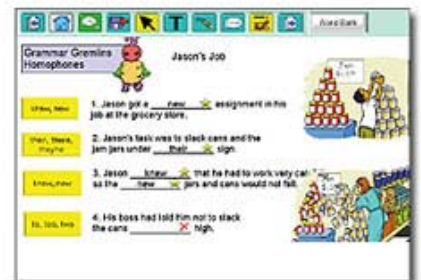 Word Bank
Grammar Gremlins
Homophones
Jason's Job
know, new
1. Jason got a new assignment in his
job at the grocery store.
their, there,
they're
2. Jason's task was to stack cans and the
jam jars under their sign.
know, new
3. Jason knew that he had to work very
so the new jars and cans would not fall.
to, too, two
4. His boss had told him not to stack
the cans high.